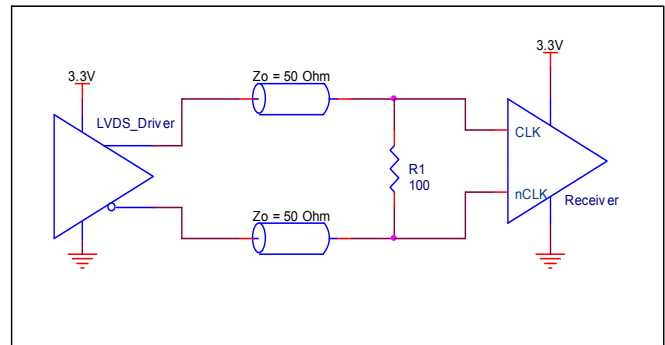 3.3V
Zo = 50 Ohm
3.3V
LVDS_Driver
CLK
R1
100
nCLK
Receiver
Zo = 50 Ohm